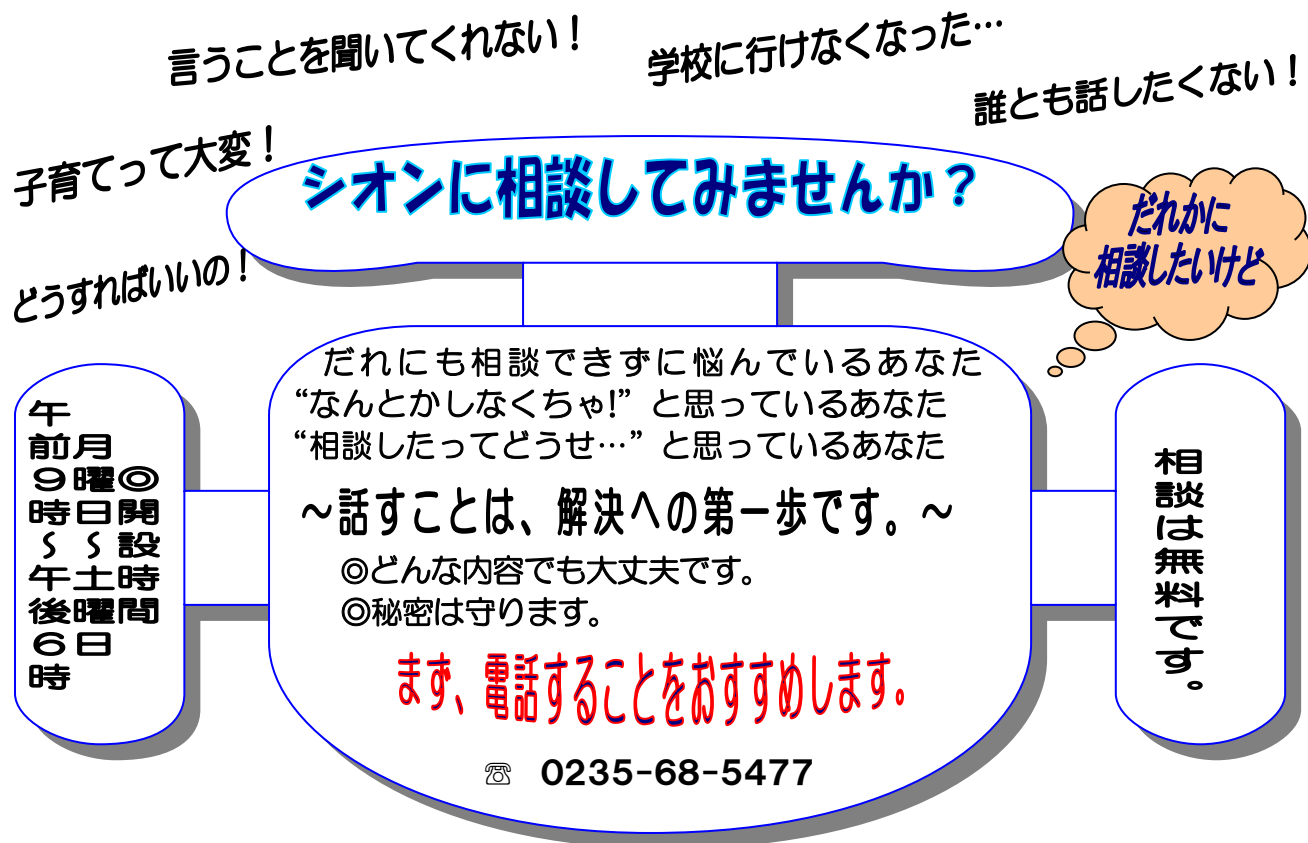 言うことを聞いてくれない！
学校に行けなくなった…
誰とも話したくない！
子育てって大変！
シオンに相談してみませんか？
だれかに
相談したいけど
どうすればいいの！
だれにも相談できずに悩んでいるあなた
“なんとかしなくちゃ!” と思っているあなた
“相談したってどうせ…” と思っているあなた
～話すことは、解決への第一歩です。～
◎どんな内容でも大丈夫です。
◎秘密は守ります。
まず、電話することをおすすめします。
☏ 0235-68-5477
◎開設時間
月曜日～土曜日
午前９時～午後６時
相談は無料です。